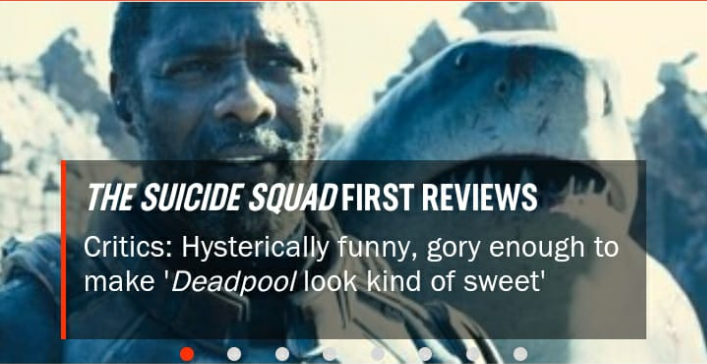 THE SUICIDE SQUAD FIRST REVIEWS
Critics: Hysterically funny, gory enough to
make 'Deadpool look kind of sweet'